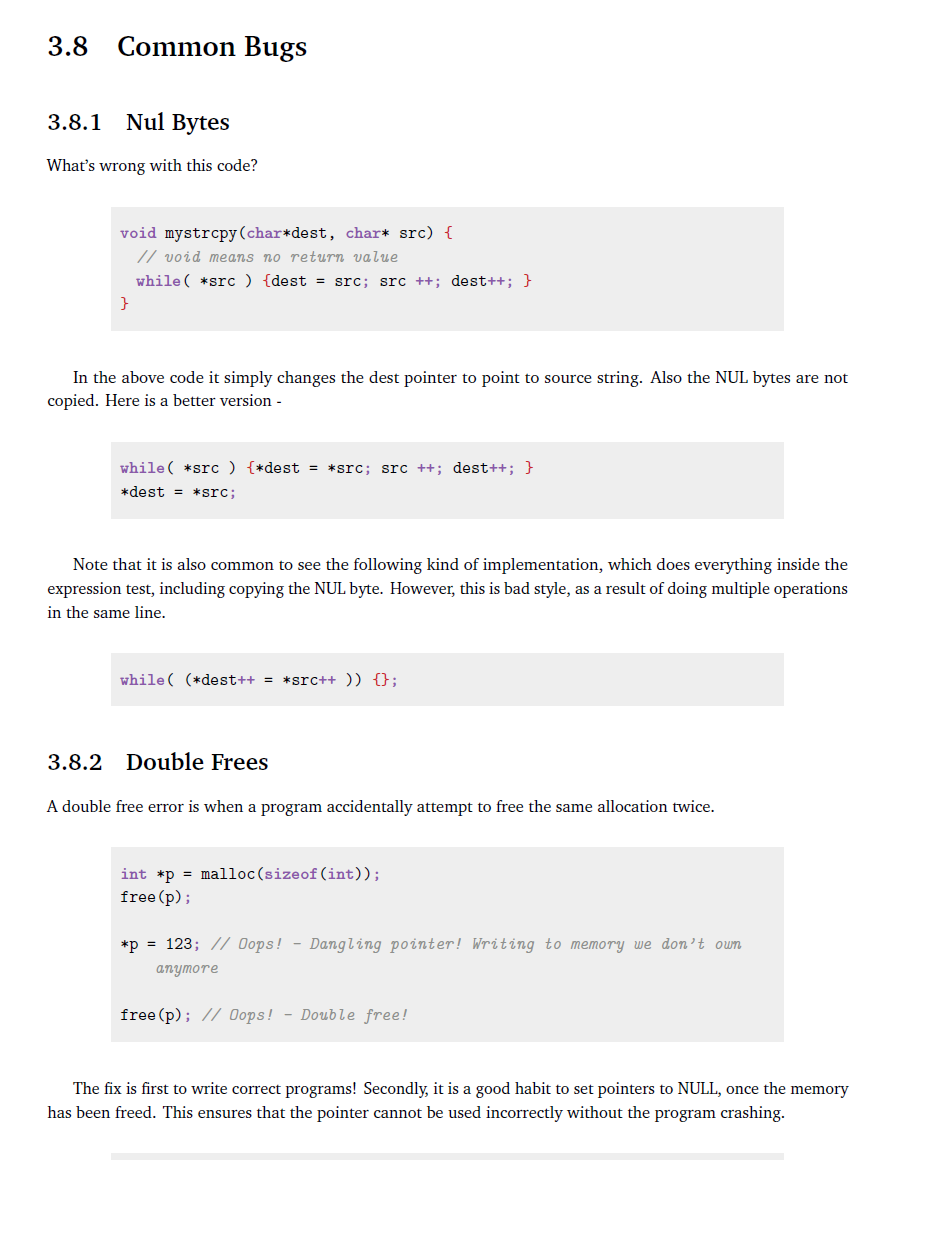 3.8 Common Bugs
3.8.1 Nul Bytes
What's wrong with this code?
void mystrcpy(char*dest, char* src) {
// void means no return value
while( *src ) {dest = src; src ++; dest++; }
}
In the above code it simply changes the dest pointer to point to source string. Also the NUL bytes are not
copied. Here is a better version -
while( *src ) {*dest = *src; src ++; dest++; }
*dest = *src;
Note that it is also common to see the following kind of implementation, which does everything inside the
expression test, including copying the NUL byte. However, this is bad style, as a result of doing multiple operations
in the same line.
while( (*dest++ = *src++ )) {};
3.8.2 Double Frees
A double free error is when a program accidentally attempt to free the same allocation twice.
int *p = malloc(sizeof(int));
free(p);
*p = 123; // Oops! - Dangling pointer! Writing to memory we don't own
anymore
free(p); // Oops! - Double free!
The fix is first to write correct programs! Secondly, it is a good habit to set pointers to NULL, once the memory
has been freed. This ensures that the pointer cannot be used incorrectly without the program crashing.